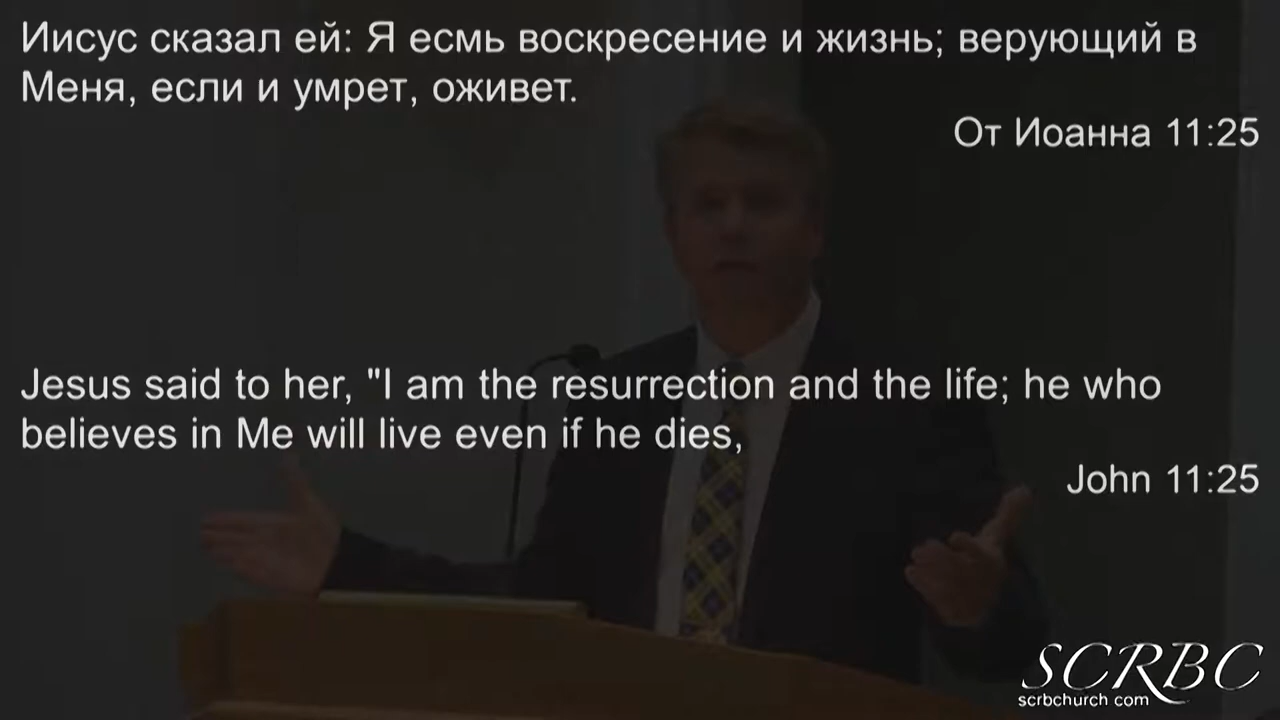 Иисус сказал ей: Я есмь воскресение и жизнь; верующий в
Меня, если и умрет, оживет.
От Иоанна 11:25
Jesus said to her, "I am the resurrection and the life; he who
believes in Me will live even if he dies,
John 11:25
SCRBC
scrbchurch com